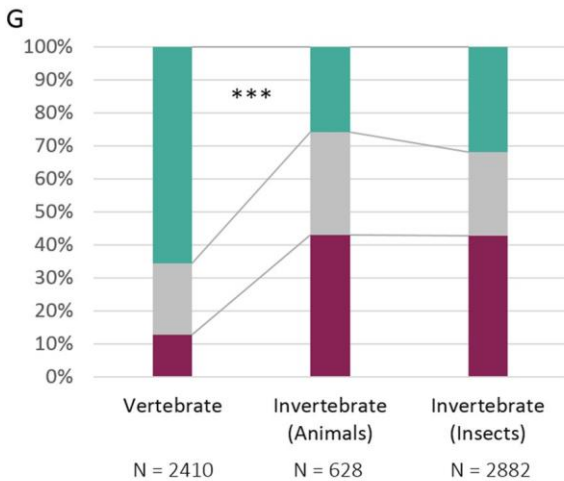 G
100%
90%
80%
70%
60%
50%
40%
30%
20%
10%
0%
***
Vertebrate
Invertebrate
(Animals)
Invertebrate
(Insects)
N = 2410
N = 628
N = 2882